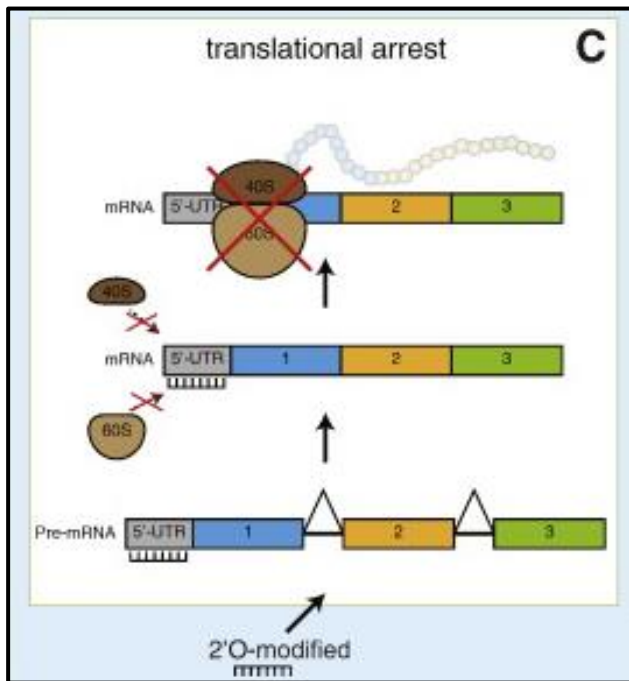 translational arrest
C
40S
mRNA 5'-UTR 2 3
60S
40S
mRNA 5'-UTR 1 2 3
60S
Pre-mRNA 5'-UTR 1 2 3
2'O-modified